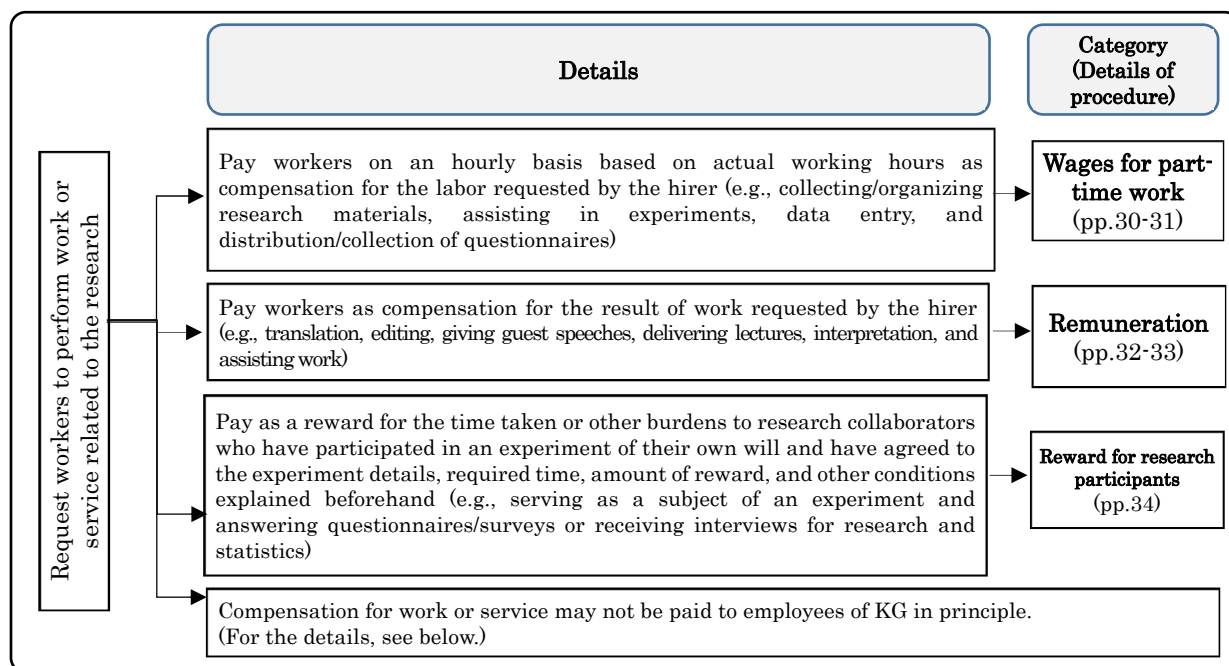 Details
Category
(Details of
procedure)
Request workers to perform work or
service related to the research
Pay workers on an hourly basis based on actual working hours as
compensation for the labor requested by the hirer (e.g., collecting/organizing
research materials, assisting in experiments, data entry, and
distribution/collection of questionnaires)
Wages for part-
time work
(pp.30-31)
Pay workers as compensation for the result of work requested by the hirer
(e.g., translation, editing, giving guest speeches, delivering lectures, interpretation, and
assisting work)
Remuneration
(pp.32-33)
Pay as a reward for the time taken or other burdens to research collaborators
who have participated in an experiment of their own will and have agreed to
the experiment details, required time, amount of reward, and other conditions
explained beforehand (e.g., serving as a subject of an experiment and
answering questionnaires/surveys or receiving interviews for research and
statistics)
Reward for research
participants
(pp.34)
Compensation for work or service may not be paid to employees of KG in principle.
(For the details, see below.)